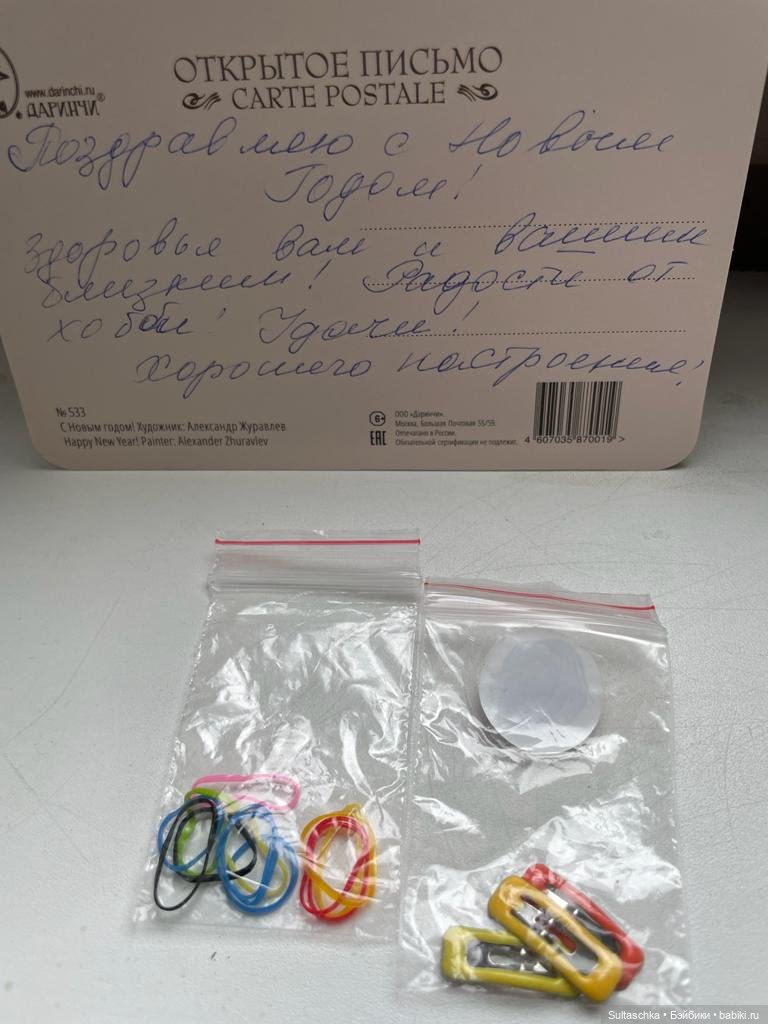 ОТКРЫТОЕ ПИСЬМО
CARTE POSTALE
www.darinchi.ru
ДАРИНЧИ®
Поздравляю с Новым
Годом!
Здоровья вам и вашим
близким! Радости от
хобби! Удачи!
Хорошего настроения!
№ 533
С Новым годом! Художник: Александр Журавлев
Happy New Year! Painter: Alexander Zhuravlev
6+
EAC
ООО «Даринчи».
Москва, Большая Почтовая 55/59.
Отпечатано в России.
Обязательной сертификации не подлежит.
4 607035 870019 >
Sultaschka • Бэйбики • babiki.ru